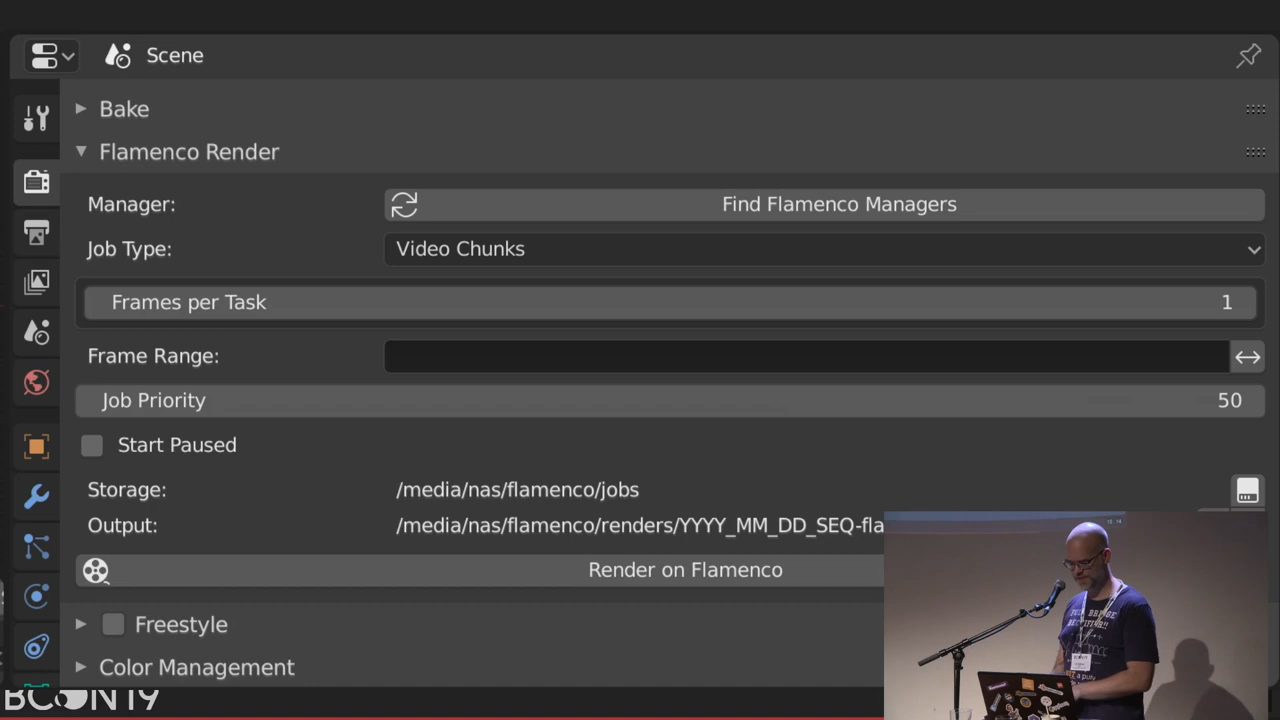 Scene
Bake
Flamenco Render
Manager: Find Flamenco Managers
Job Type: Video Chunks
Frames per Task 1
Frame Range:
Job Priority 50
Start Paused
Storage: /media/nas/flamenco/jobs
Output: /media/nas/flamenco/renders/YYYY_MM_DD_SEQ-fla
Render on Flamenco
Freestyle
Color Management
BCON19